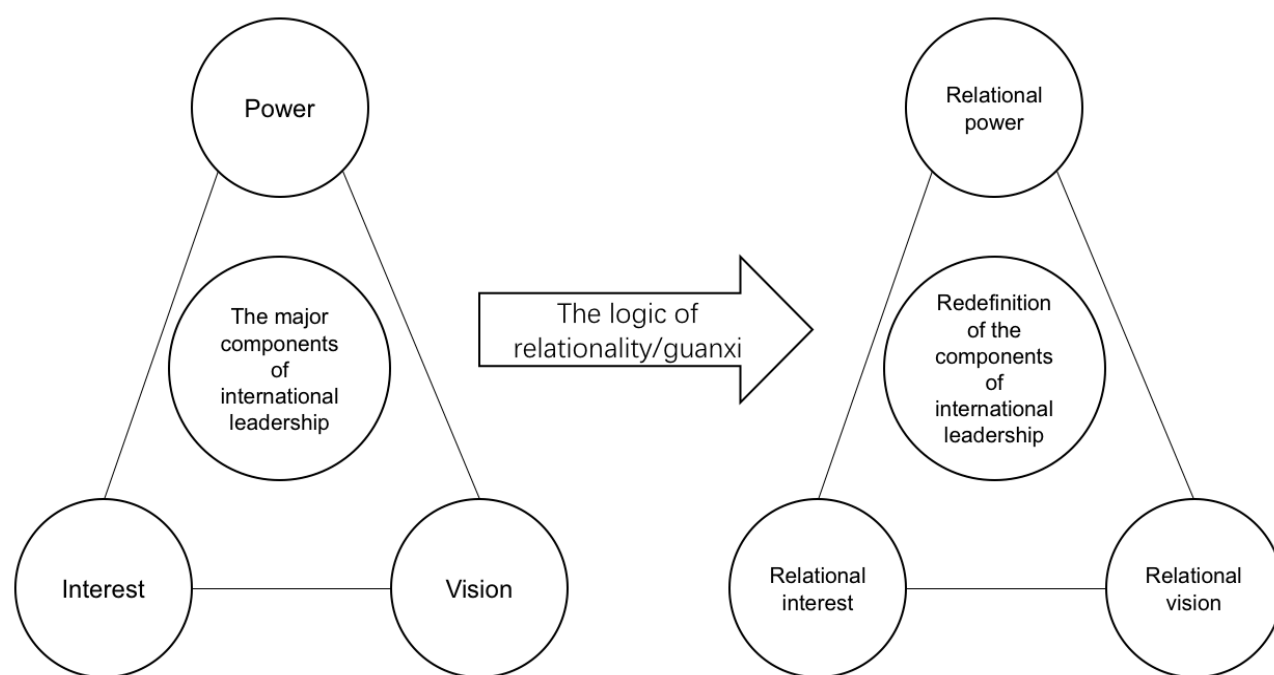 Power
The major
components
of
international
leadership
Interest
Vision
The logic of
relationality/guanxi
Relational
power
Redefinition
of the
components
of
international
leadership
Relational
interest
Relational
vision